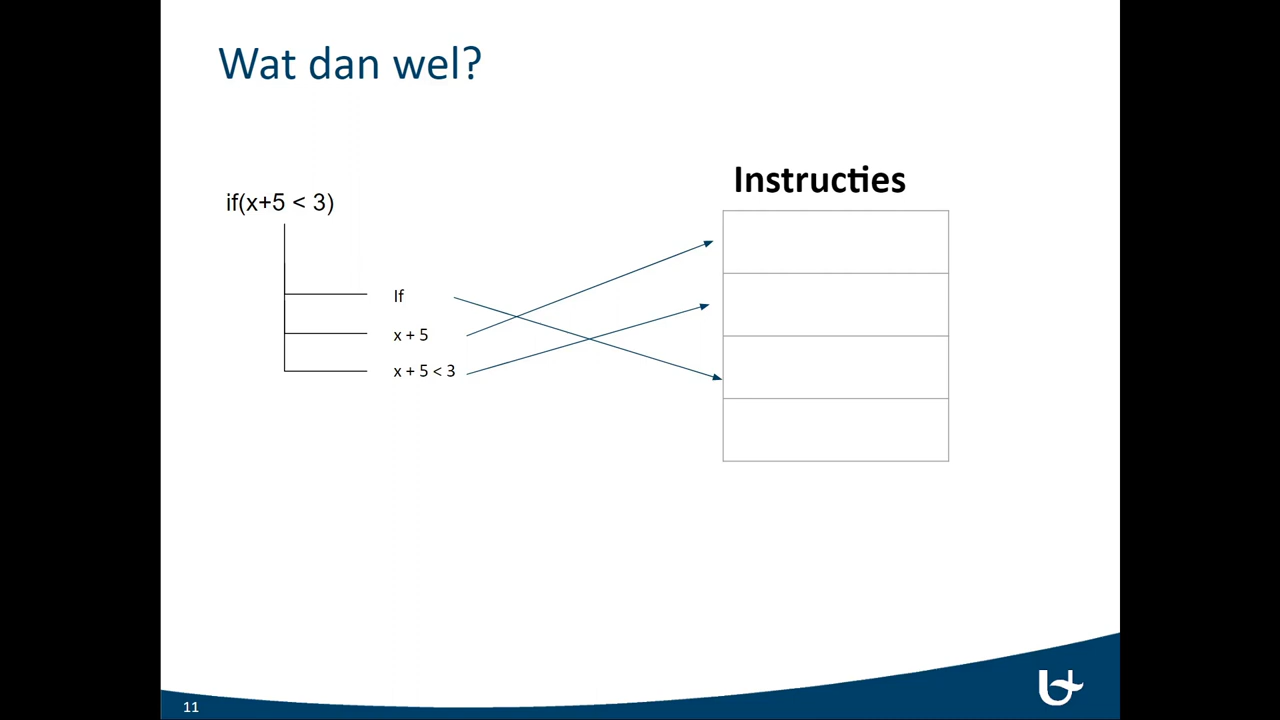 Wat dan wel?
Instructies
if(x+5 < 3)
If
x + 5
x + 5 < 3
11